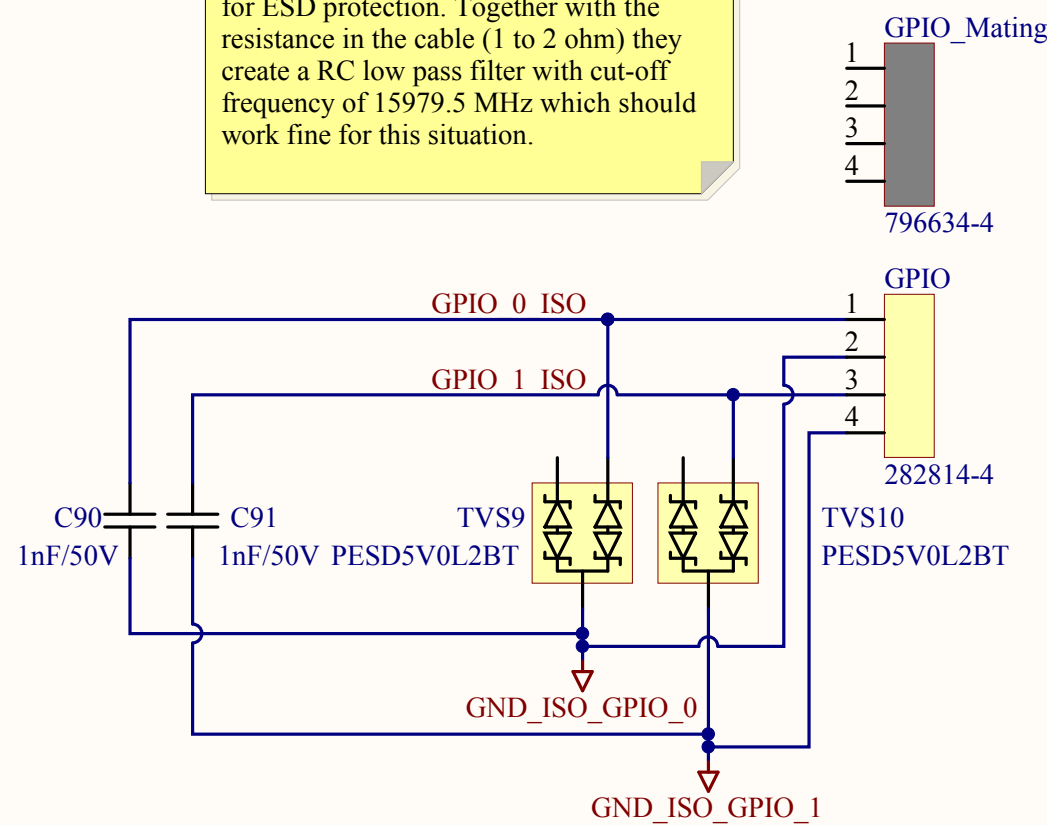 for ESD protection. Together with the
resistance in the cable (1 to 2 ohm) they
create a RC low pass filter with cut-off
frequency of 15979.5 MHz which should
work fine for this situation.
GPIO_Mating
1
2
3
4
796634-4
GPIO
GPIO_0_ISO
1
2
GPIO_1_ISO
3
4
282814-4
C90
C91
TVS9
TVS10
1nF/50V
1nF/50V
PESD5V0L2BT
PESD5V0L2BT
GND_ISO_GPIO_0
GND_ISO_GPIO_1